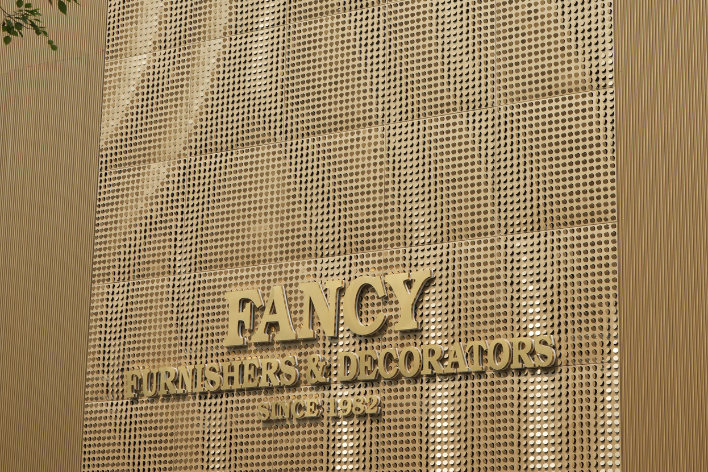 FANCY
FURNISHERS & DECORATORS
SINCE 1982